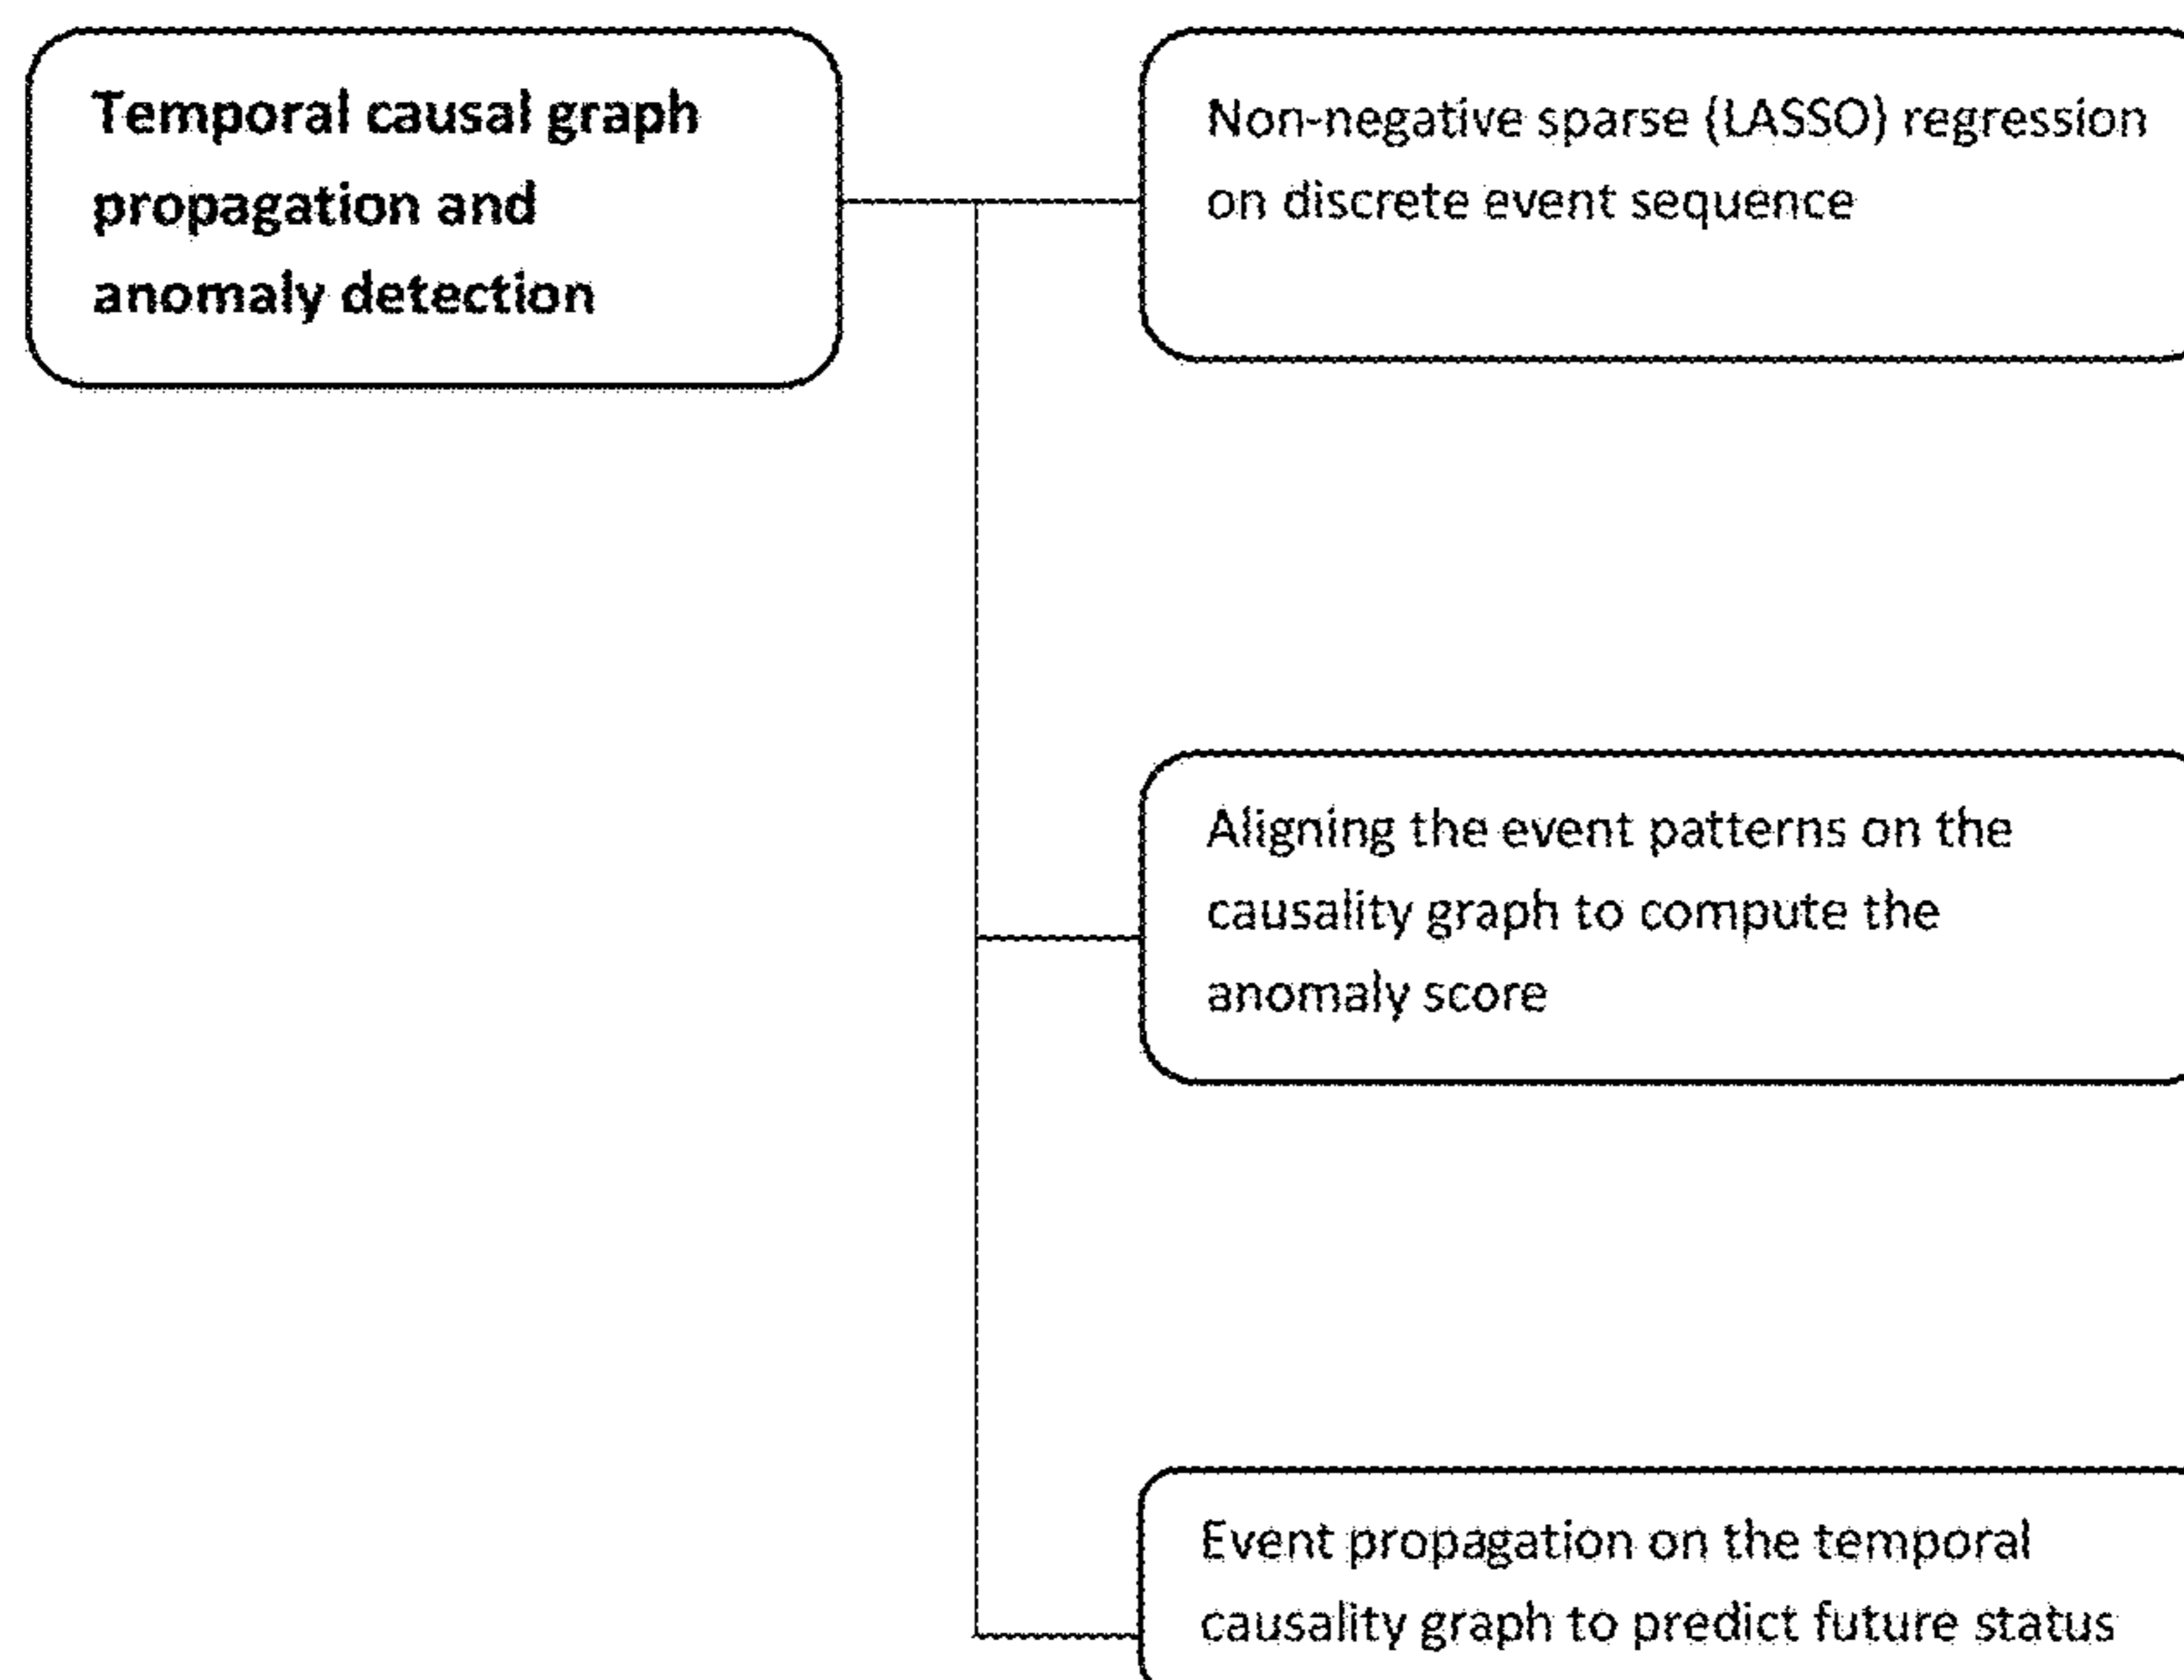 Temporal causal graph
propagation and
anomaly detection
Non-negative sparse (LASSO) regression
on discrete event sequence
Aligning the event patterns on the
causality graph to compute the
anomaly score
Event propagation on the temporal
causality graph to predict future status